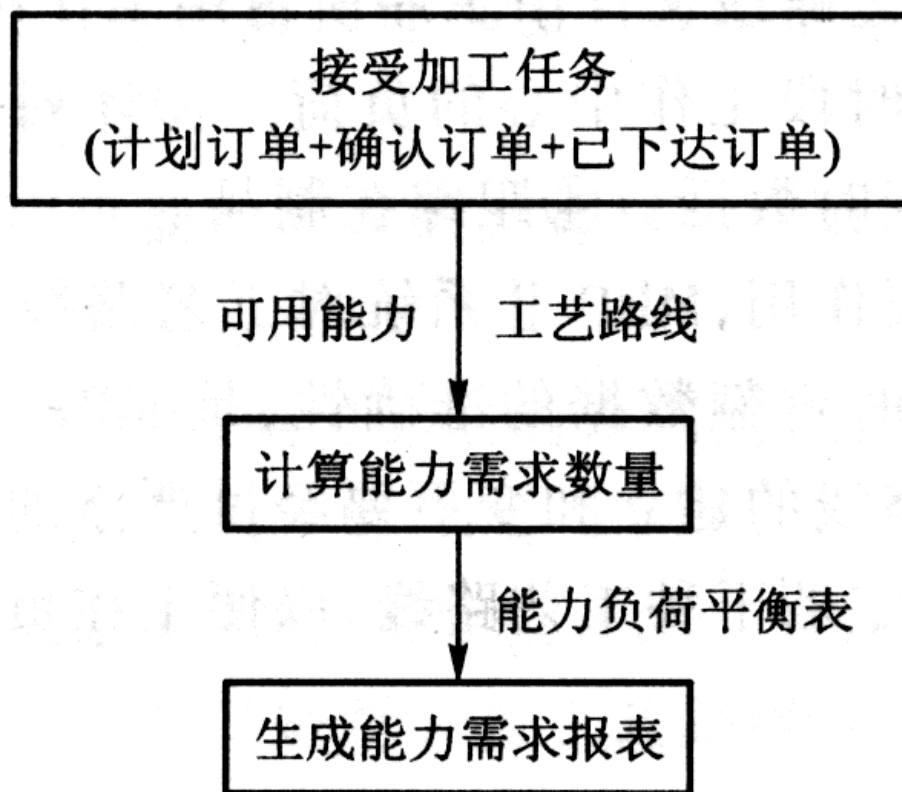 接受加工任务
(计划订单+确认订单+已下达订单)
可用能力
工艺路线
计算能力需求数量
能力负荷平衡表
生成能力需求报表